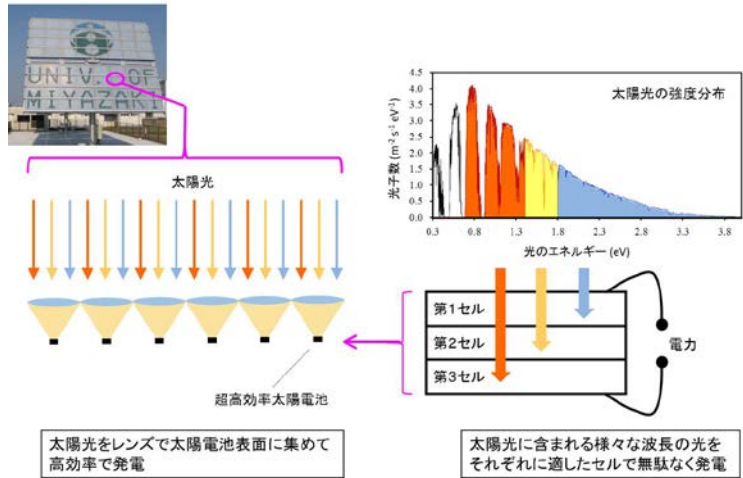 UNIV. OF
MIYAZAKI
太陽光
超高効率太陽電池
太陽光をレンズで太陽電池表面に集めて
高効率で発電
太陽光の強度分布
光子数 (m⁻² s⁻¹ eV⁻¹)
4.5
4.0
3.5
3.0
2.5
2.0
1.5
1.0
0.5
0.0
0.3
0.8
1.3
1.8
2.3
2.8
3.3
3.8
光のエネルギー (eV)
第1セル
第2セル
第3セル
電力
太陽光に含まれる様々な波長の光を
それぞれに適したセルで無駄なく発電